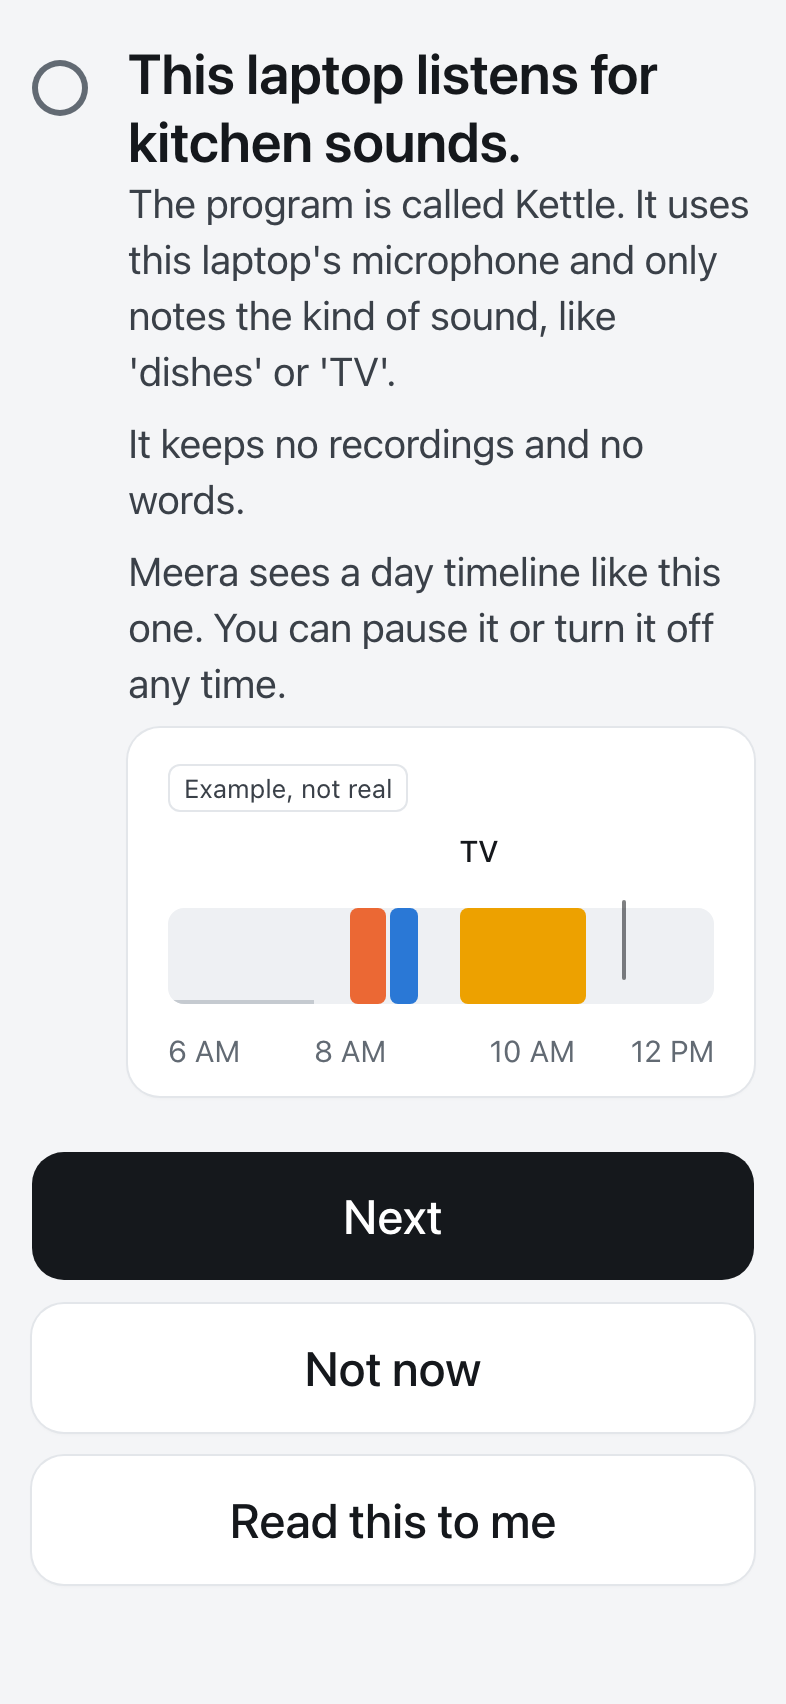 This laptop listens for
kitchen sounds.
The program is called Kettle. It uses
this laptop's microphone and only
notes the kind of sound, like
'dishes' or 'TV'.
It keeps no recordings and no
words.
Meera sees a day timeline like this
one. You can pause it or turn it off
any time.
Example, not real
TV
6 AM 8 AM 10 AM 12 PM
Next
Not now
Read this to me